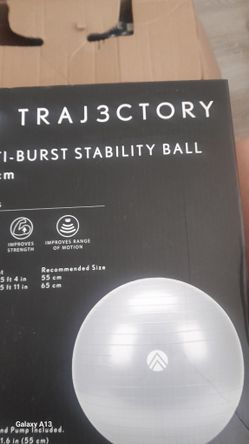 TRAJ3CTORY
TI-BURST STABILITY BALL
cm
IMPROVES STRENGTH
IMPROVES RANGE OF MOTION
Recommended Size
5 ft 4 in 55 cm
5 ft 11 in 65 cm
Galaxy A13
nd Pump Included.
1.6 in (55 cm)